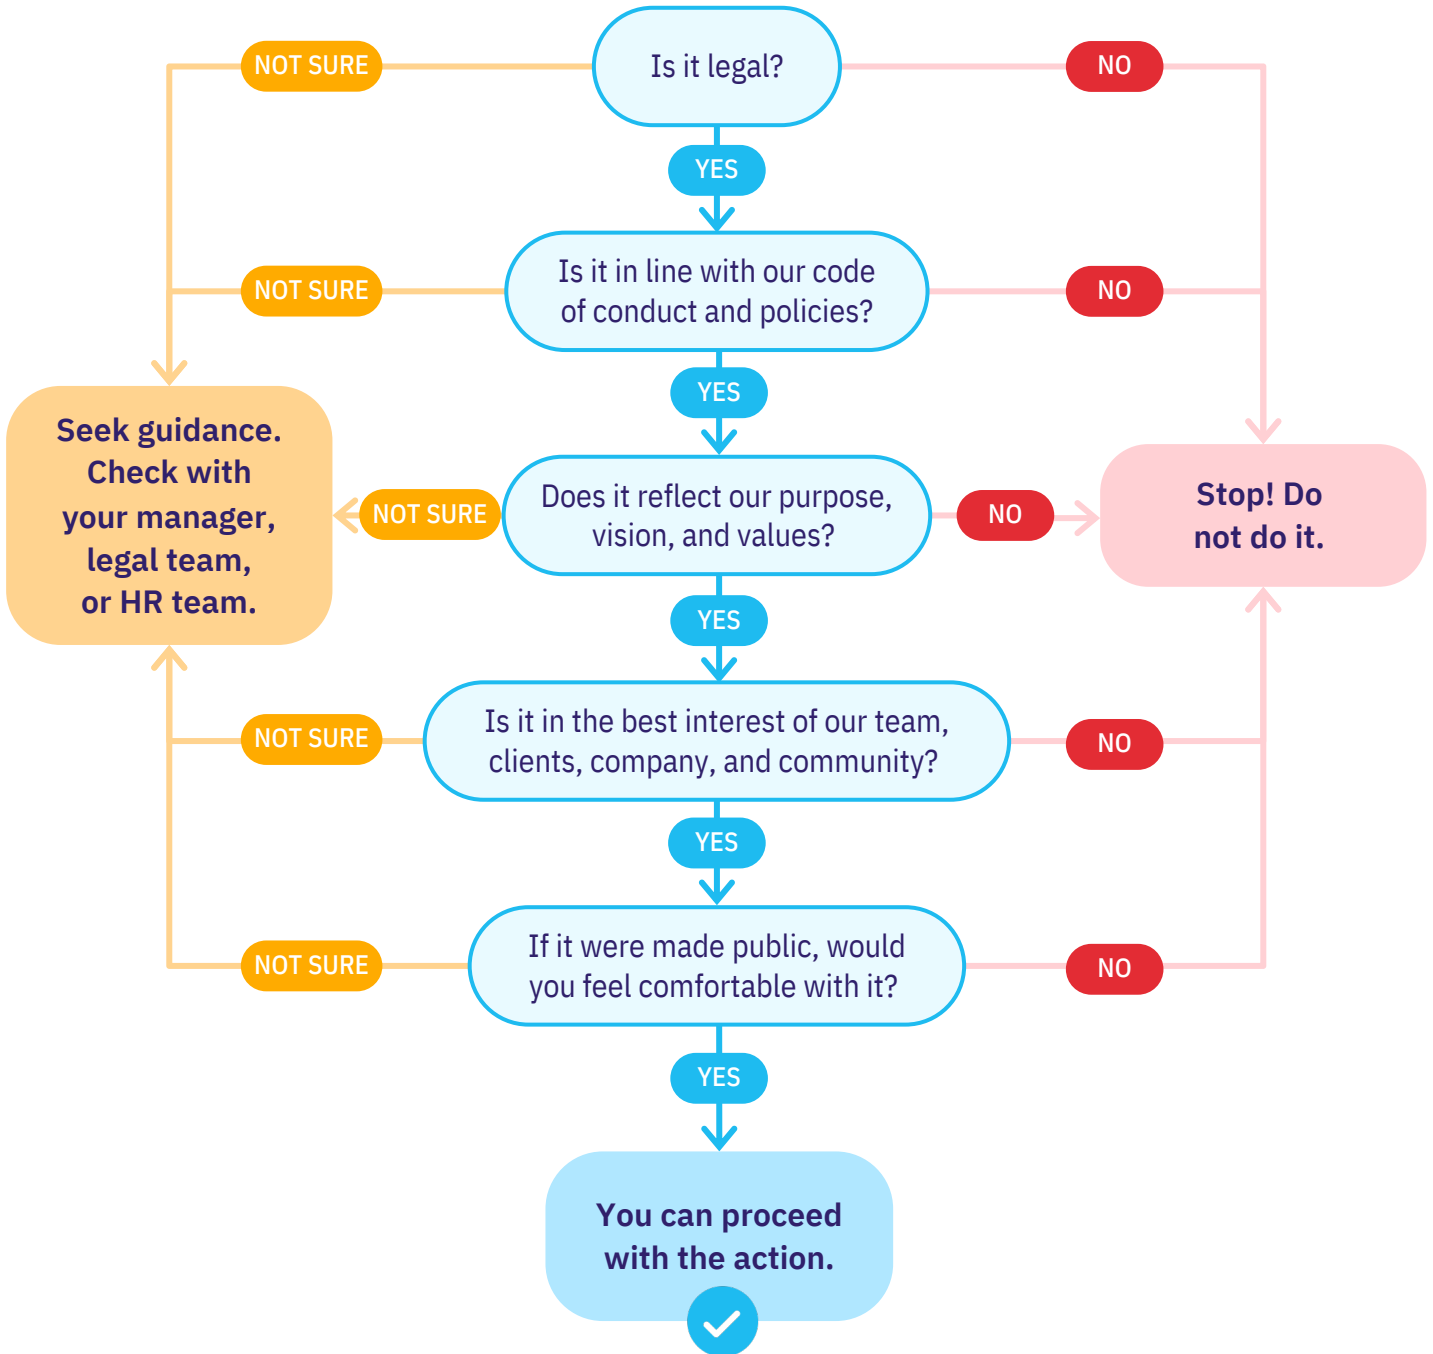 Is it legal?
NOT SURE
NO
YES
Is it in line with our code
of conduct and policies?
NOT SURE
NO
YES
Does it reflect our purpose,
vision, and values?
NOT SURE
NO
Seek guidance.
Check with
your manager,
legal team,
or HR team.
Stop! Do
not do it.
YES
Is it in the best interest of our team,
clients, company, and community?
NOT SURE
NO
YES
If it were made public, would
you feel comfortable with it?
NOT SURE
NO
YES
You can proceed
with the action.